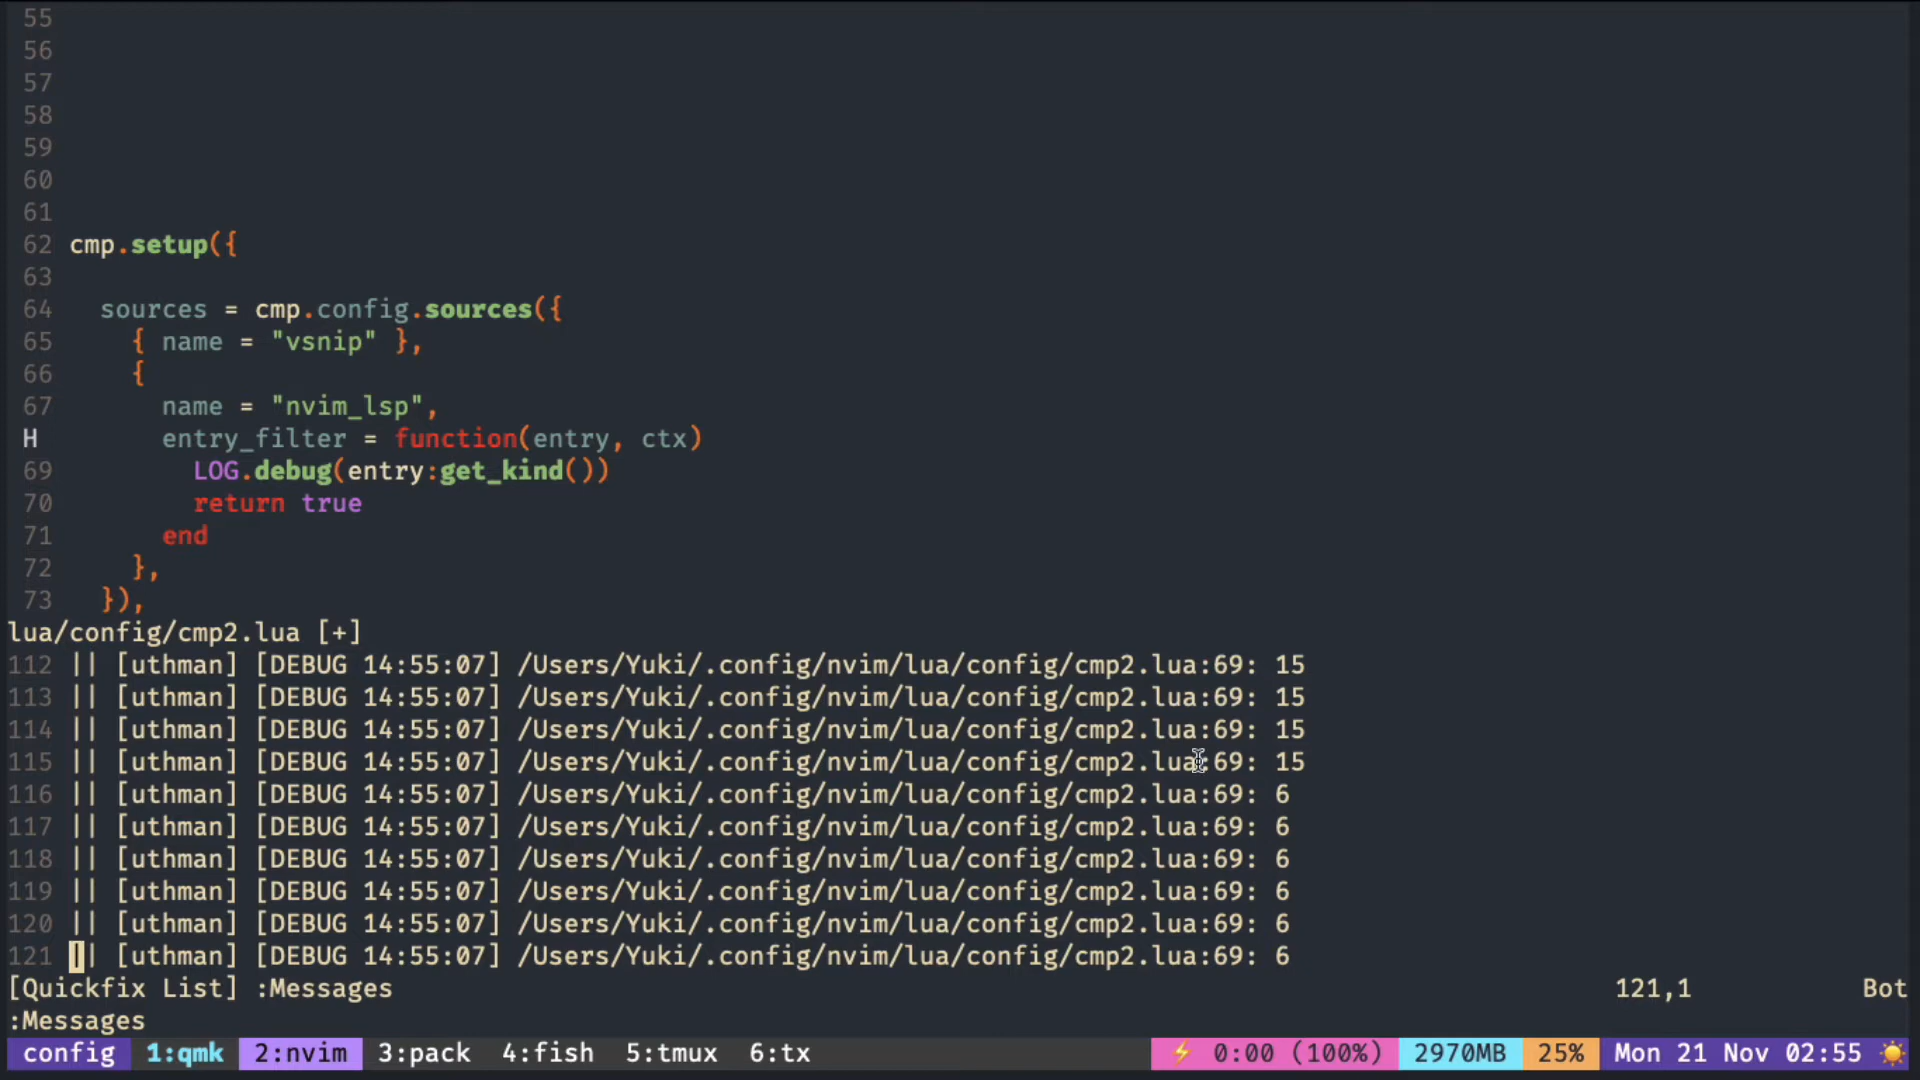 55
56
57
58
59
60
61
62 cmp.setup({
63
64   sources = cmp.config.sources({
65     { name = "vsnip" },
66     {
67       name = "nvim_lsp",
H        entry_filter = function(entry, ctx)
69         LOG.debug(entry:get_kind())
70         return true
71       end
72     },
73   }),
lua/config/cmp2.lua [+]
112 || [uthman] [DEBUG 14:55:07] /Users/Yuki/.config/nvim/lua/config/cmp2.lua:69: 15
113 || [uthman] [DEBUG 14:55:07] /Users/Yuki/.config/nvim/lua/config/cmp2.lua:69: 15
114 || [uthman] [DEBUG 14:55:07] /Users/Yuki/.config/nvim/lua/config/cmp2.lua:69: 15
115 || [uthman] [DEBUG 14:55:07] /Users/Yuki/.config/nvim/lua/config/cmp2.lua:69: 15
116 || [uthman] [DEBUG 14:55:07] /Users/Yuki/.config/nvim/lua/config/cmp2.lua:69: 6
117 || [uthman] [DEBUG 14:55:07] /Users/Yuki/.config/nvim/lua/config/cmp2.lua:69: 6
118 || [uthman] [DEBUG 14:55:07] /Users/Yuki/.config/nvim/lua/config/cmp2.lua:69: 6
119 || [uthman] [DEBUG 14:55:07] /Users/Yuki/.config/nvim/lua/config/cmp2.lua:69: 6
120 || [uthman] [DEBUG 14:55:07] /Users/Yuki/.config/nvim/lua/config/cmp2.lua:69: 6
121 || [uthman] [DEBUG 14:55:07] /Users/Yuki/.config/nvim/lua/config/cmp2.lua:69: 6
[Quickfix List] :Messages 121,1 Bot
:Messages
config 1:qmk 2:nvim 3:pack 4:fish 5:tmux 6:tx ⚡ 0:00 (100%) 2970MB 25% Mon 21 Nov 02:55 ☀️